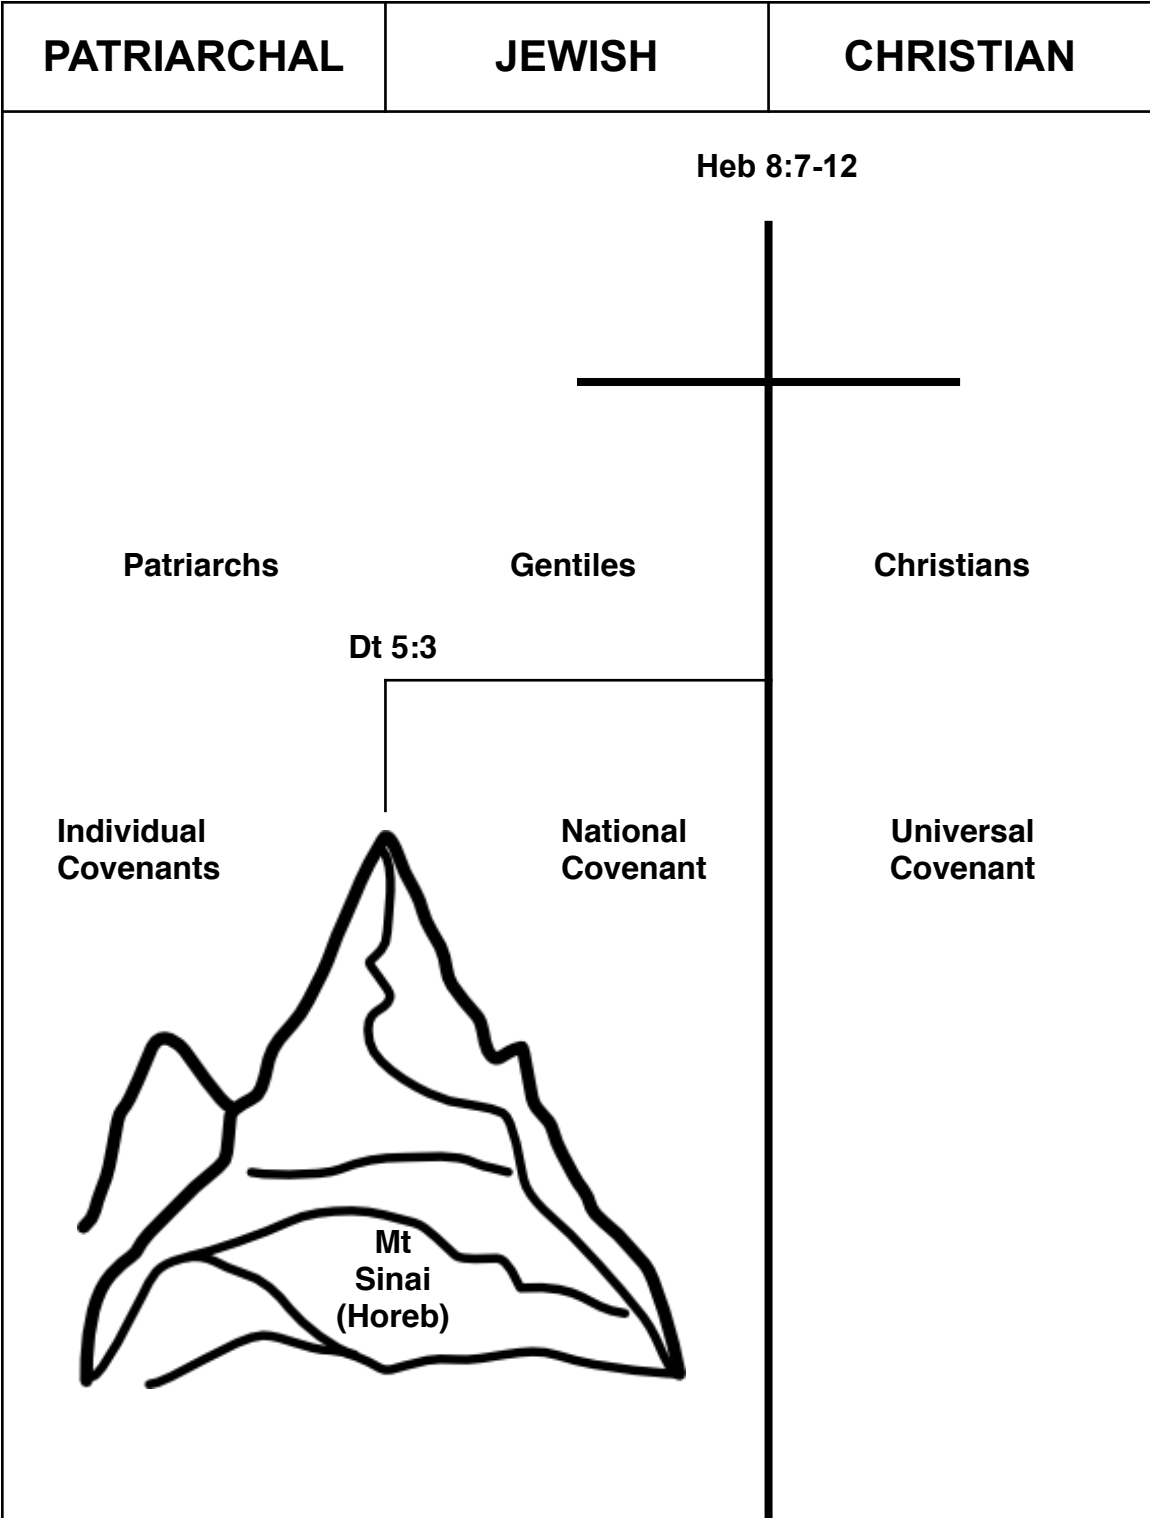 PATRIARCHAL
JEWISH
CHRISTIAN
Heb 8:7-12
Patriarchs
Gentiles
Christians
Dt 5:3
Individual
Covenants
National
Covenant
Universal
Covenant
Mt
Sinai
(Horeb)